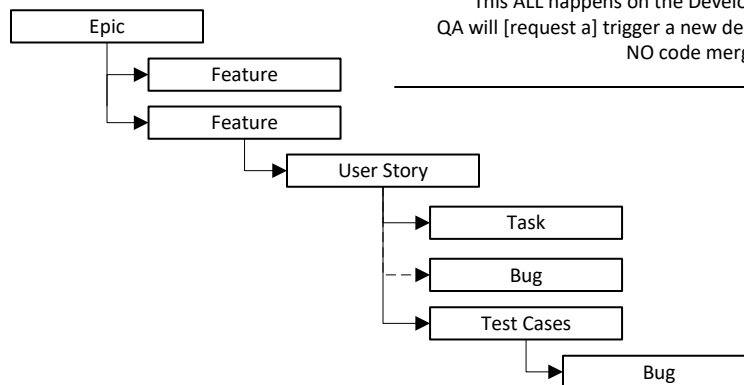 This ALL happens on the Develo
QA will [request a] trigger a new de
NO code merg
Epic
Feature
Feature
User Story
Task
Bug
Test Cases
Bug